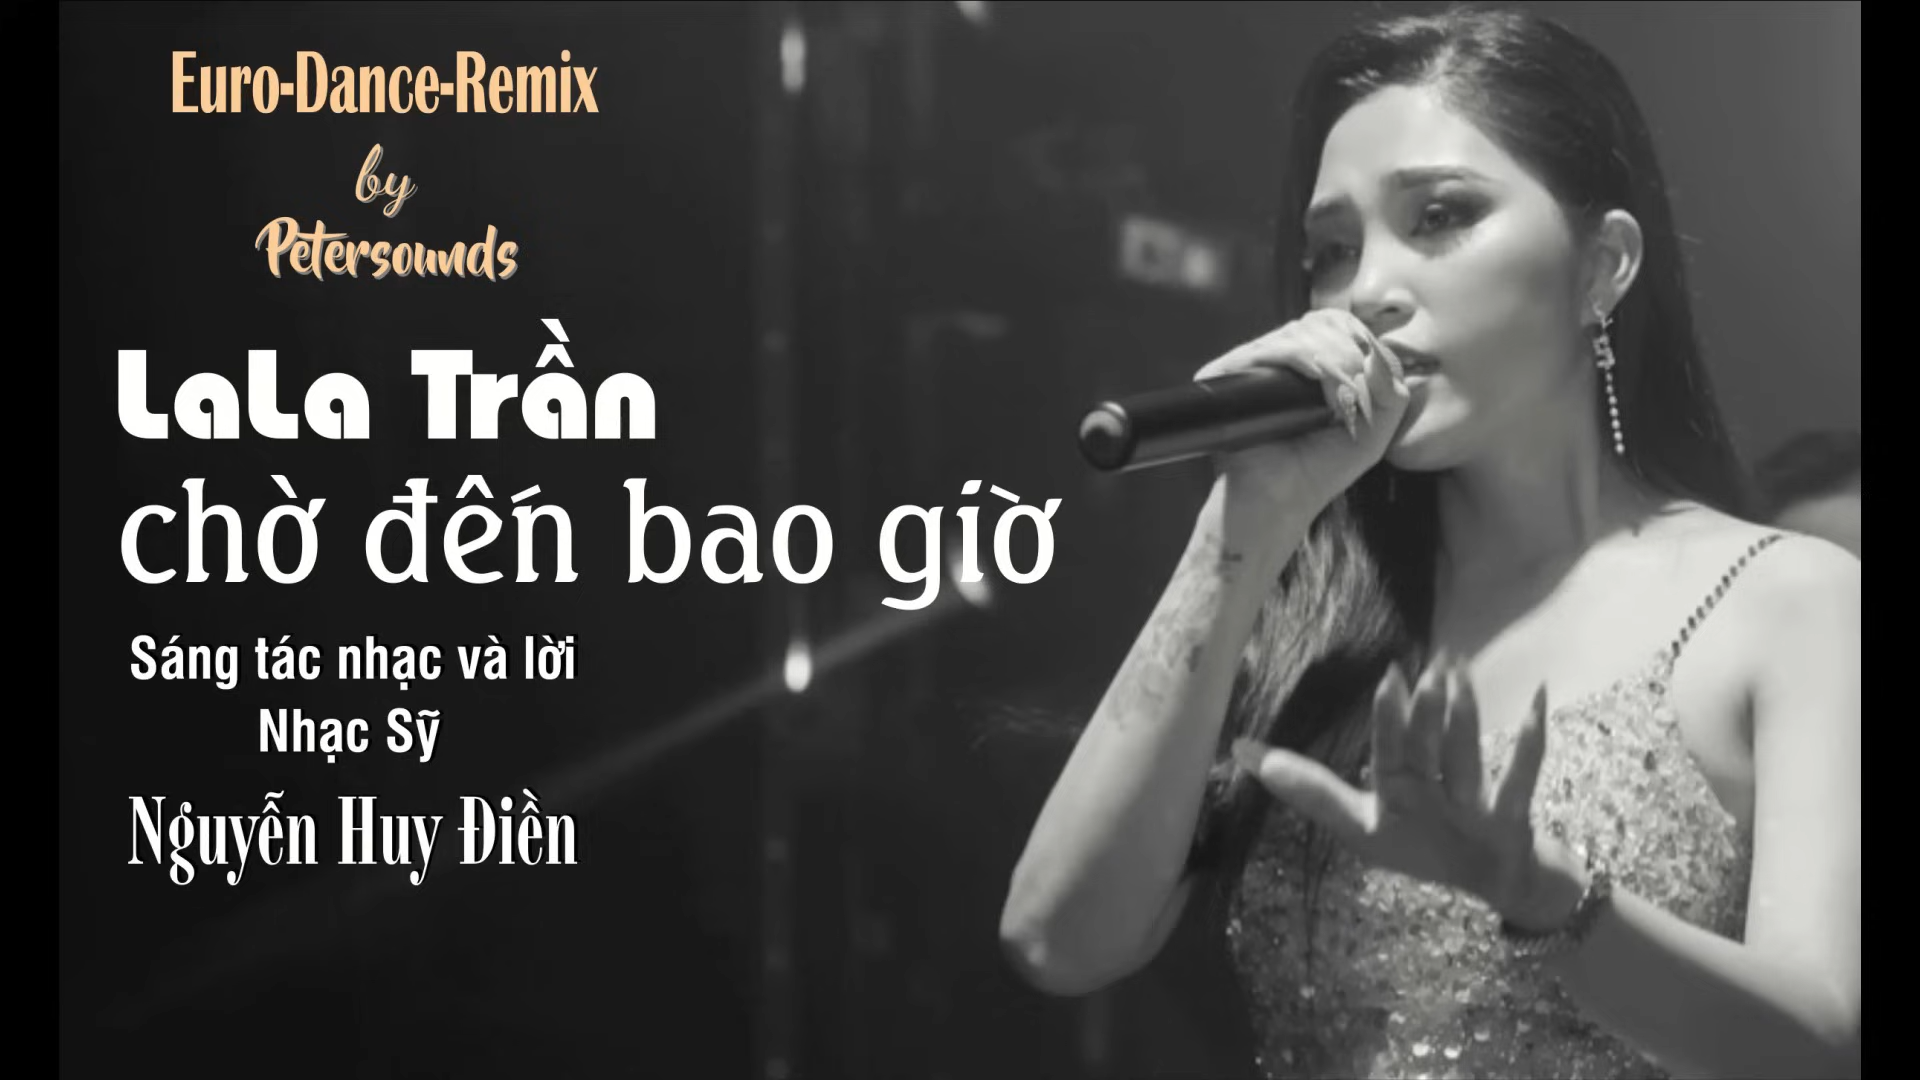 Euro-Dance-Remix
by
Petersounds
LaLa Trần
chờ đến bao giờ
Sáng tác nhạc và lời
Nhạc Sỹ
Nguyễn Huy Điền